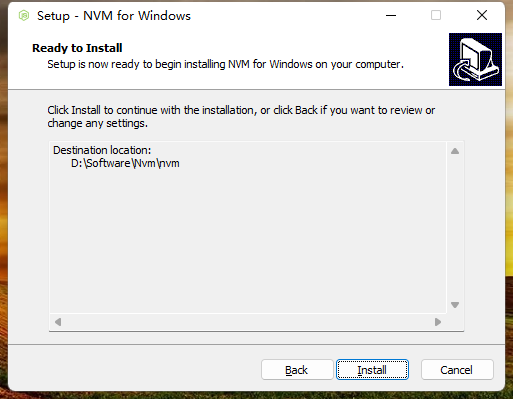 Setup - NVM for Windows
Ready to Install
Setup is now ready to begin installing NVM for Windows on your computer.
Click Install to continue with the installation, or click Back if you want to review or
change any settings.
Destination location:
D:\Software\Nvm\nvm
Back
Install
Cancel